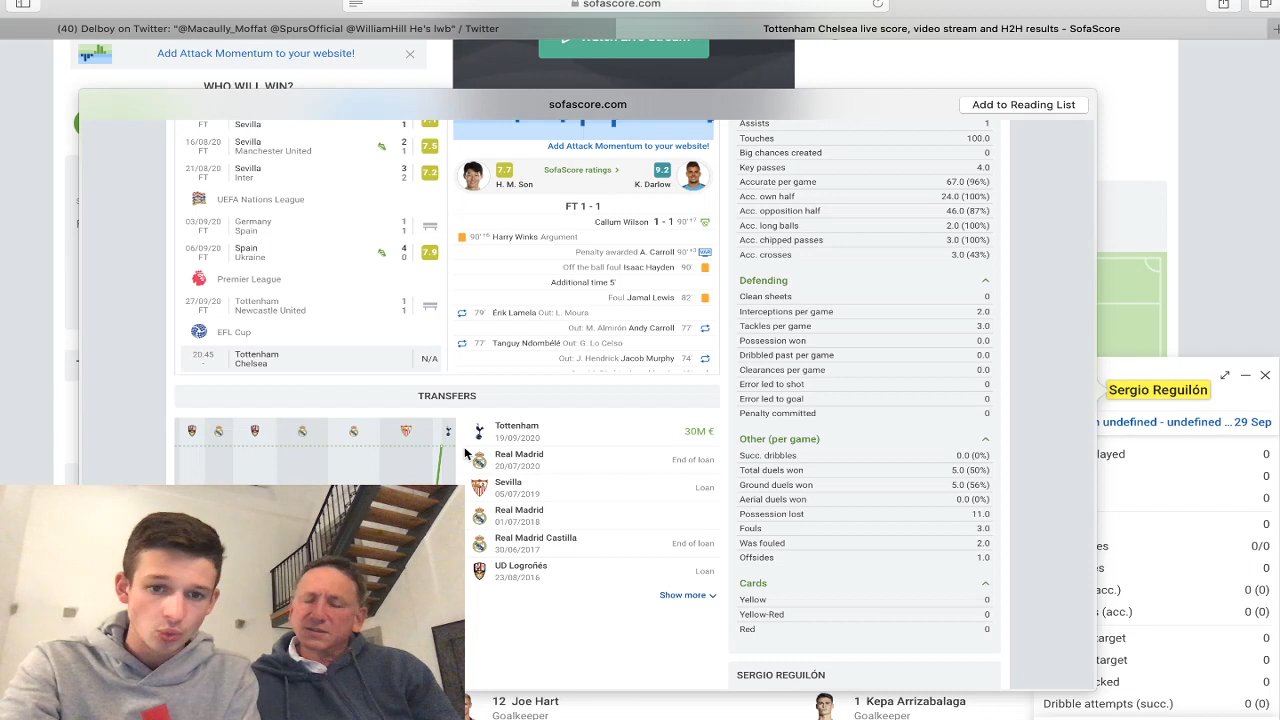 sofascore.com
(40) Delboy on Twitter: "@Macaully_Moffat @SpursOfficial @WilliamHill He's lwb" / Twitter
Tottenham Chelsea live score, video stream and H2H results - SofaScore
Add Attack Momentum to your website!
WHO WILL WIN?
sofascore.com
Add to Reading List
FT Sevilla 1
16/08/20 Sevilla 2 7.5
FT Manchester United 1
21/08/20 Sevilla 3 7.2
FT Inter 2
UEFA Nations League
03/09/20 Germany 1
FT Spain 1
06/09/20 Spain 4 7.9
FT Ukraine 0
Premier League
27/09/20 Tottenham 1
FT Newcastle United 1
EFL Cup
20:45 Tottenham N/A
- Chelsea
Add Attack Momentum to your website!
7.7 SofaScore ratings > 9.2
H. M. Son K. Darlow
FT 1 - 1
Callum Wilson 1 - 1 90'+7
90'+6 Harry Winks Argument
Penalty awarded A. Carroll 90'+3 VAR
Off the ball foul Isaac Hayden 90'
Additional time 5'
Foul Jamal Lewis 82'
79' Érik Lamela Out: L. Moura
Out: M. Almirón Andy Carroll 77'
77' Tanguy Ndombélé Out: G. Lo Celso
Out: J. Hendrick Jacob Murphy 74'
TRANSFERS
Tottenham 30M €
19/09/2020
Real Madrid End of loan
20/07/2020
Sevilla Loan
05/07/2019
Real Madrid
01/07/2018
Real Madrid Castilla End of loan
30/06/2017
UD Logroñés Loan
23/08/2016
Show more
Assists 1
Touches 100.0
Big chances created 0
Key passes 4.0
Accurate per game 67.0 (96%)
Acc. own half 24.0 (100%)
Acc. opposition half 46.0 (87%)
Acc. long balls 2.0 (100%)
Acc. chipped passes 3.0 (100%)
Acc. crosses 3.0 (43%)
Defending
Clean sheets 0
Interceptions per game 2.0
Tackles per game 3.0
Possession won 0.0
Dribbled past per game 0.0
Clearances per game 0.0
Error led to shot 0
Error led to goal 0
Penalty committed 0
Other (per game)
Succ. dribbles 0.0 (0%)
Total duels won 5.0 (50%)
Ground duels won 5.0 (56%)
Aerial duels won 0.0 (0%)
Possession lost 11.0
Fouls 3.0
Was fouled 2.0
Offsides 1.0
Cards
Yellow 0
Yellow-Red 0
Red 0
SERGIO REGUILÓN
Sergio Reguilón
undefined - undefined ... 29 Sep
layed 0
0
0
es 0/0
es 0
acc.) 0 (0)
s (acc.) 0 (0)
target 0
target 0
cked 0
Dribble attempts (succ.) 0 (0)
12 Joe Hart
Goalkeeper
1 Kepa Arrizabalaga
Goalkeeper